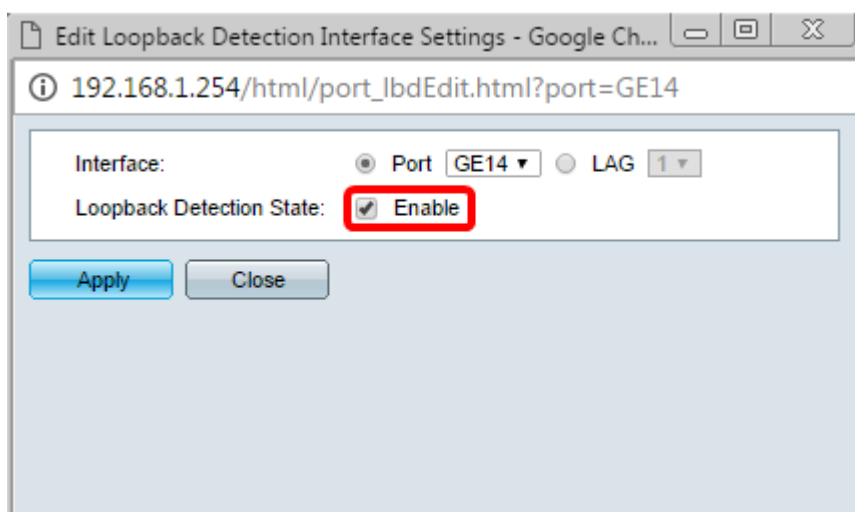 Edit Loopback Detection Interface Settings - Google Ch...
192.168.1.254/html/port_lbdEdit.html?port=GE14
Interface: Port GE14 LAG 1
Loopback Detection State: Enable
Apply Close